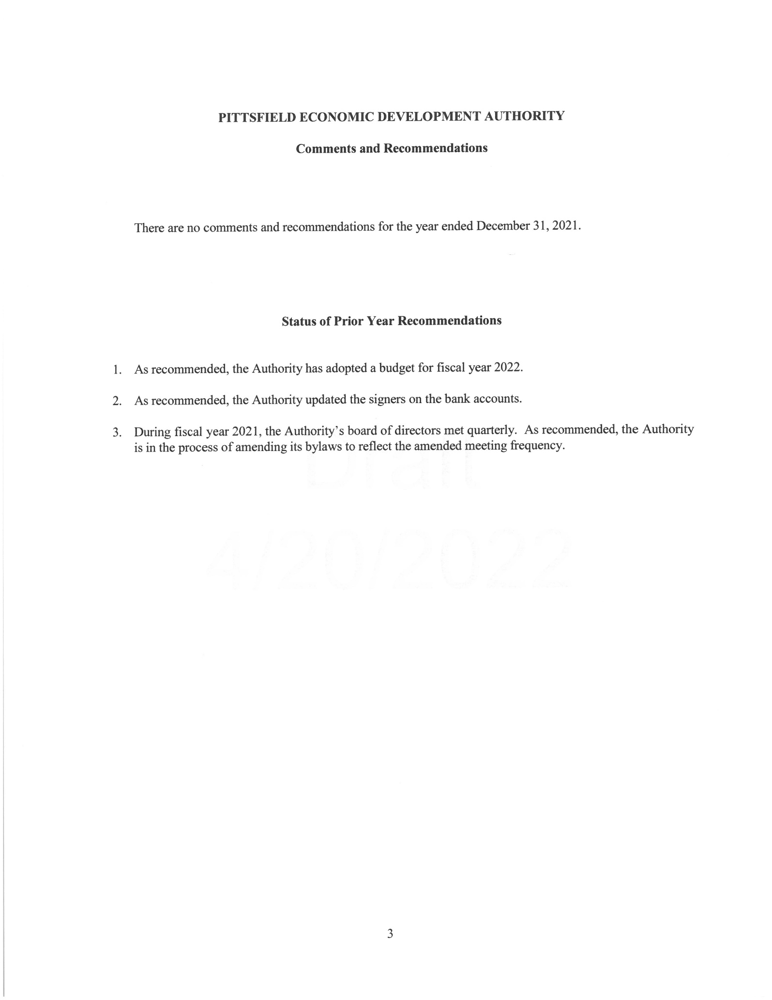 PITTSFIELD ECONOMIC DEVELOPMENT AUTHORITY
Comments and Recommendations
There are no comments and recommendations for the year ended December 31, 2021.
Status of Prior Year Recommendations
1. As recommended, the Authority has adopted a budget for fiscal year 2022.
2. As recommended, the Authority updated the signers on the bank accounts.
3. During fiscal year 2021, the Authority’s board of directors met quarterly. As recommended, the Authority
is in the process of amending its bylaws to reflect the amended meeting frequency.
Draft
4/20/2022
3